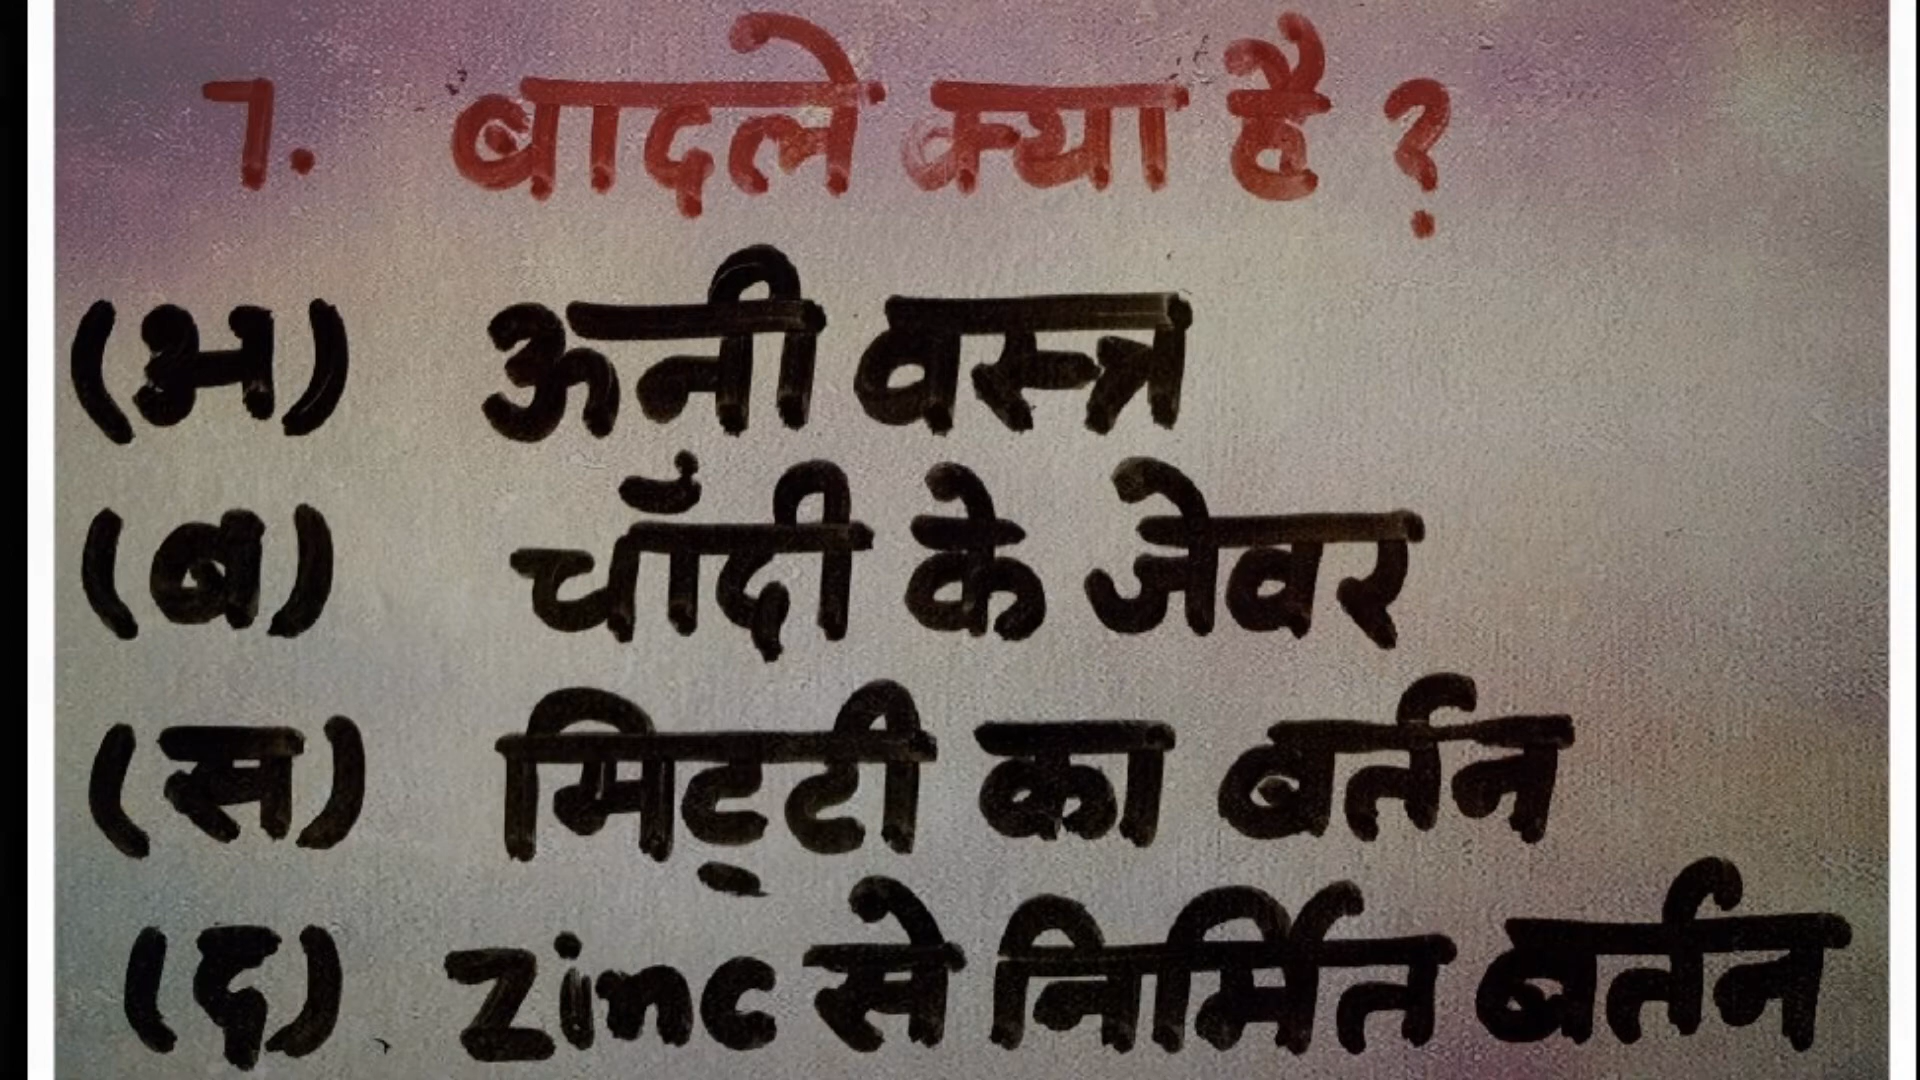 7. बादले क्या है ?
(अ) ऊनी वस्त्र
(ब) चाँदी के जेवर
(स) मिट्टी का बर्तन
(द) Zinc से निर्मित बर्तन